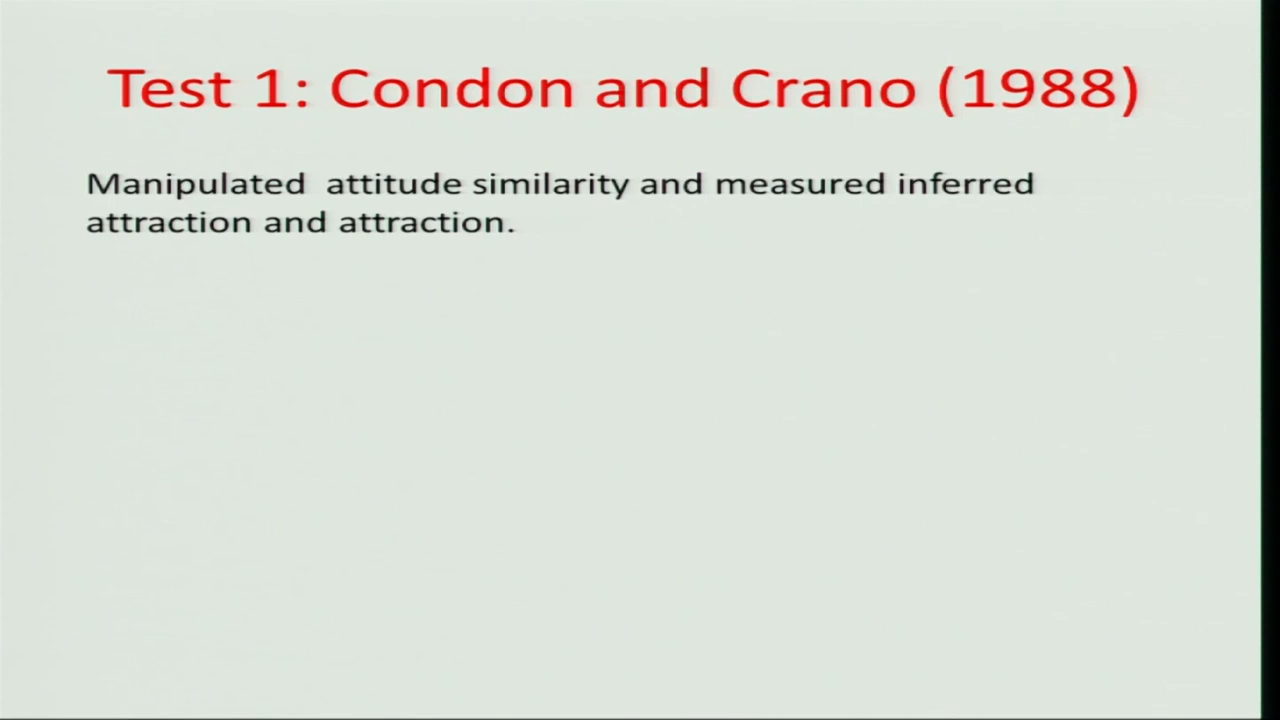 Test 1: Condon and Crano (1988)
Manipulated attitude similarity and measured inferred
attraction and attraction.